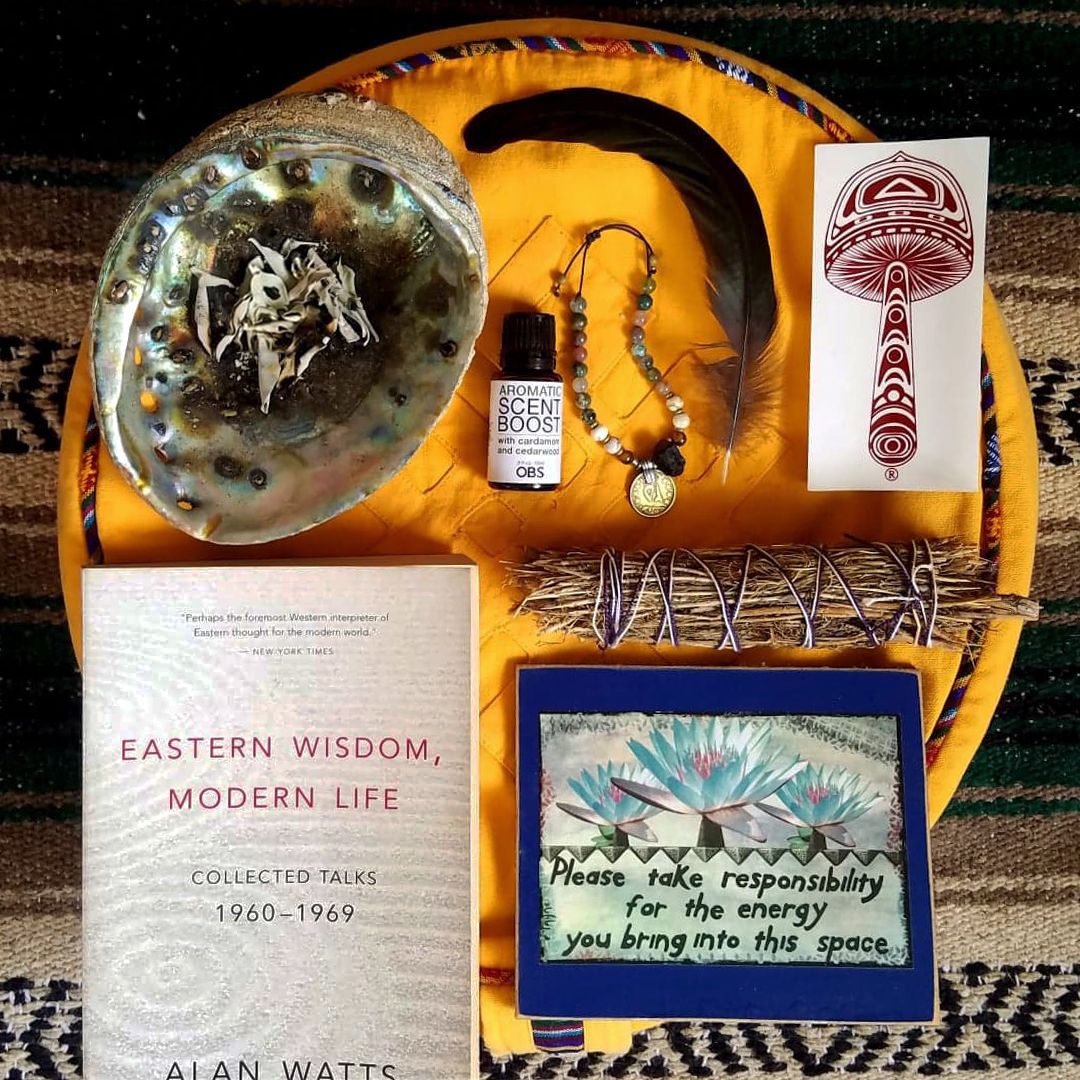 AROMATIC
SCENT
BOOST
with cardamom
and cedarwood
OBS
®
"Perhaps the foremost Western interpreter of
Eastern thought for the modern world."
— NEW YORK TIMES
EASTERN WISDOM,
MODERN LIFE
COLLECTED TALKS
1960–1969
ALAN WATTS
Please take responsibility
for the energy
you bring into this space